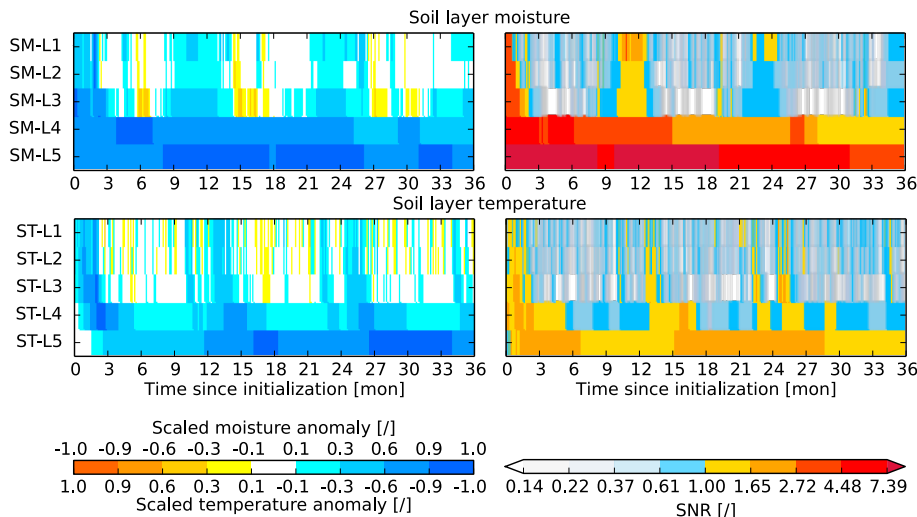 Soil layer moisture
SM-L1
SM-L2
SM-L3
SM-L4
SM-L5
0 3 6 9 12 15 18 21 24 27 30 33 36
0 3 6 9 12 15 18 21 24 27 30 33 36
Soil layer temperature
ST-L1
ST-L2
ST-L3
ST-L4
ST-L5
0 3 6 9 12 15 18 21 24 27 30 33 36
0 3 6 9 12 15 18 21 24 27 30 33 36
Time since initialization [mon]
Time since initialization [mon]
Scaled moisture anomaly [/]
-1.0 -0.9 -0.6 -0.3 -0.1 0.1 0.3 0.6 0.9 1.0
1.0 0.9 0.6 0.3 0.1 -0.1 -0.3 -0.6 -0.9 -1.0
Scaled temperature anomaly [/]
0.14 0.22 0.37 0.61 1.00 1.65 2.72 4.48 7.39
SNR [/]